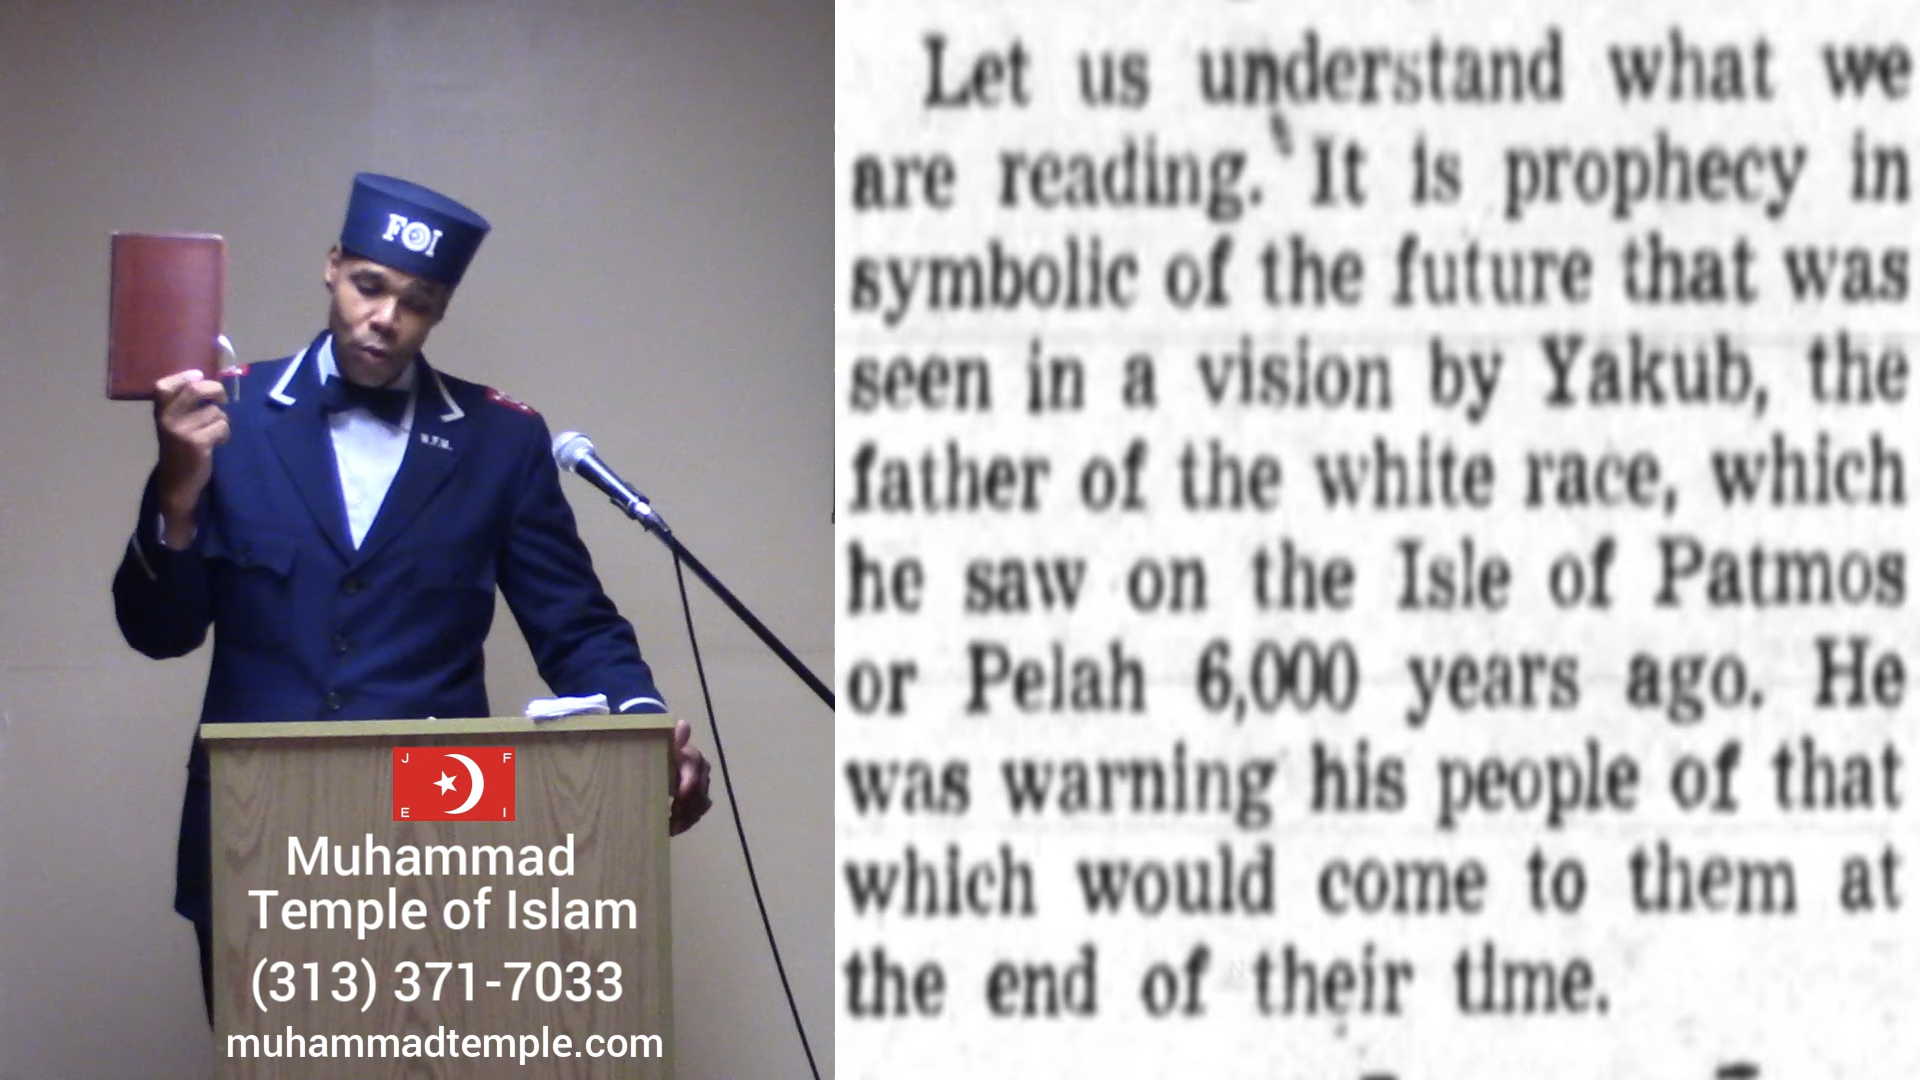 FOI
W.F.M.
J F
E I
Muhammad
Temple of Islam
(313) 371-7033
muhammadtemple.com
Let us understand what we
are reading. It is prophecy in
symbolic of the future that was
seen in a vision by Yakub, the
father of the white race, which
he saw on the Isle of Patmos
or Pelah 6,000 years ago. He
was warning his people of that
which would come to them at
the end of their time.